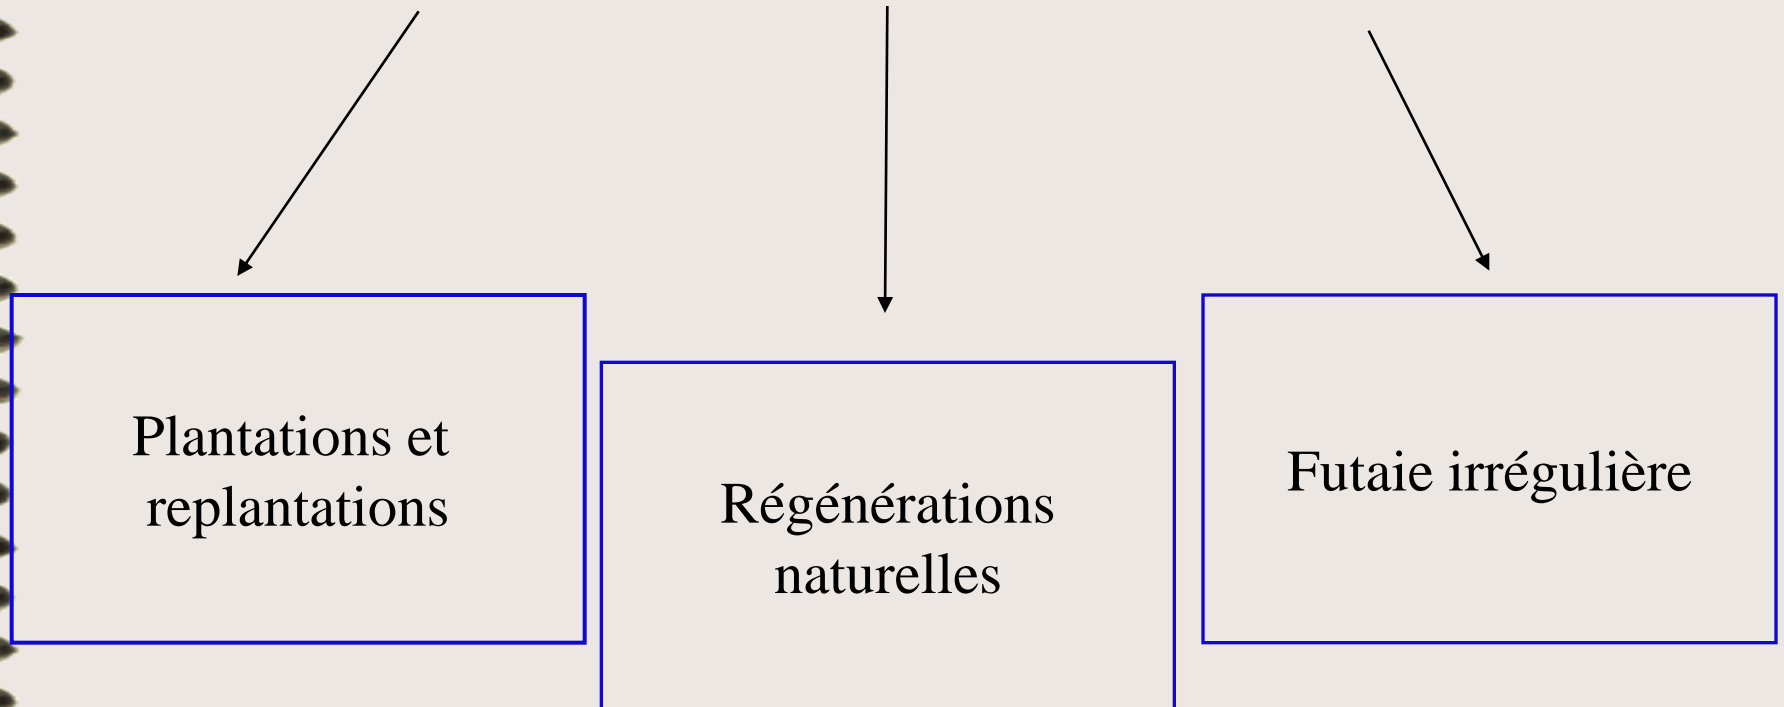 Plantations et
replantations
Régénérations
naturelles
Futaie irrégulière